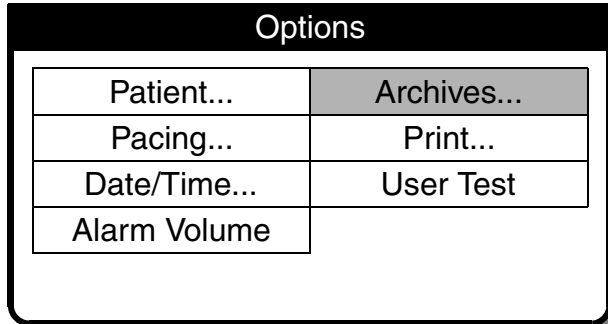 Options
Patient... Archives...
Pacing... Print...
Date/Time... User Test
Alarm Volume